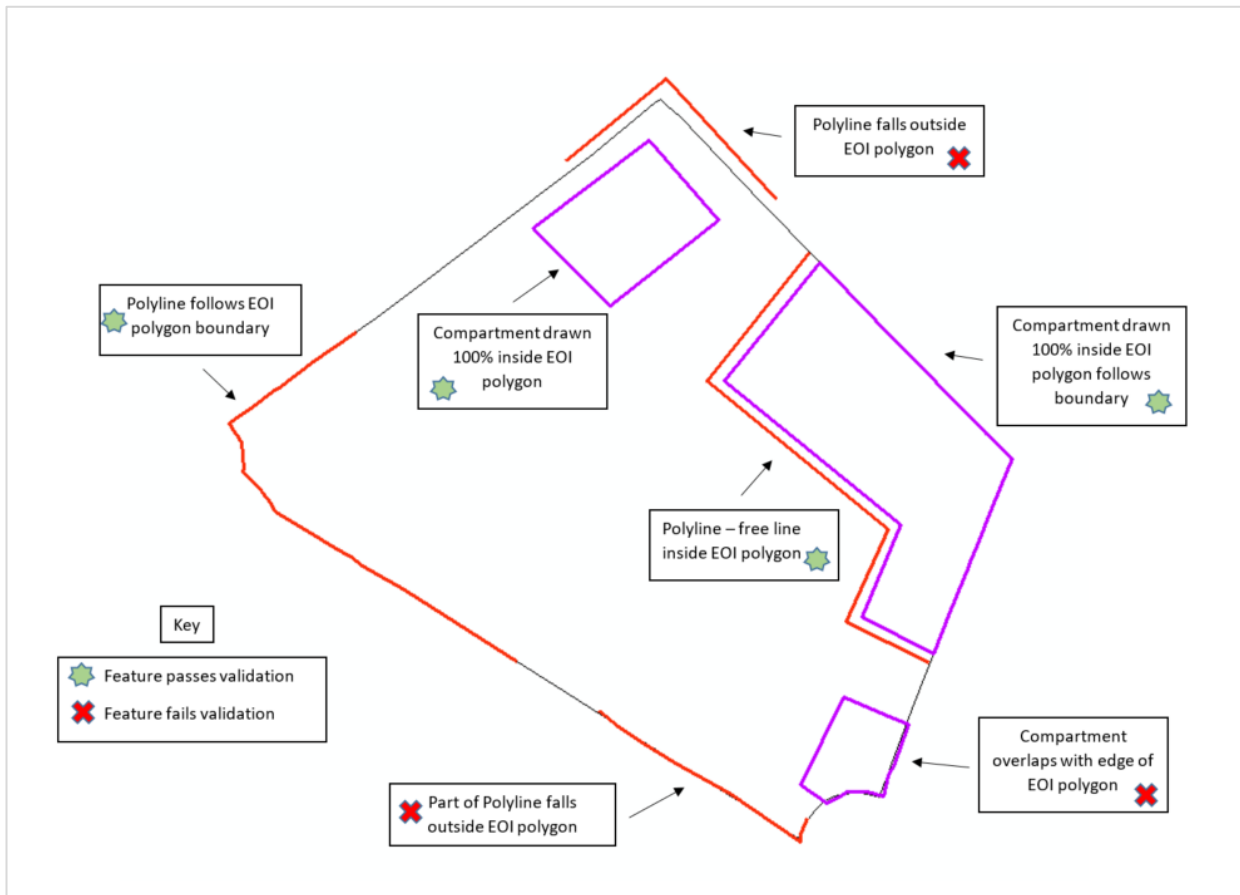 Polyline falls outside
EOI polygon
Polyline follows EOI
polygon boundary
Compartment drawn
100% inside EOI
polygon
Compartment drawn
100% inside EOI
polygon follows
boundary
Polyline – free line
inside EOI polygon
Key
Feature passes validation
Feature fails validation
Compartment
overlaps with edge of
EOI polygon
Part of Polyline falls
outside EOI polygon